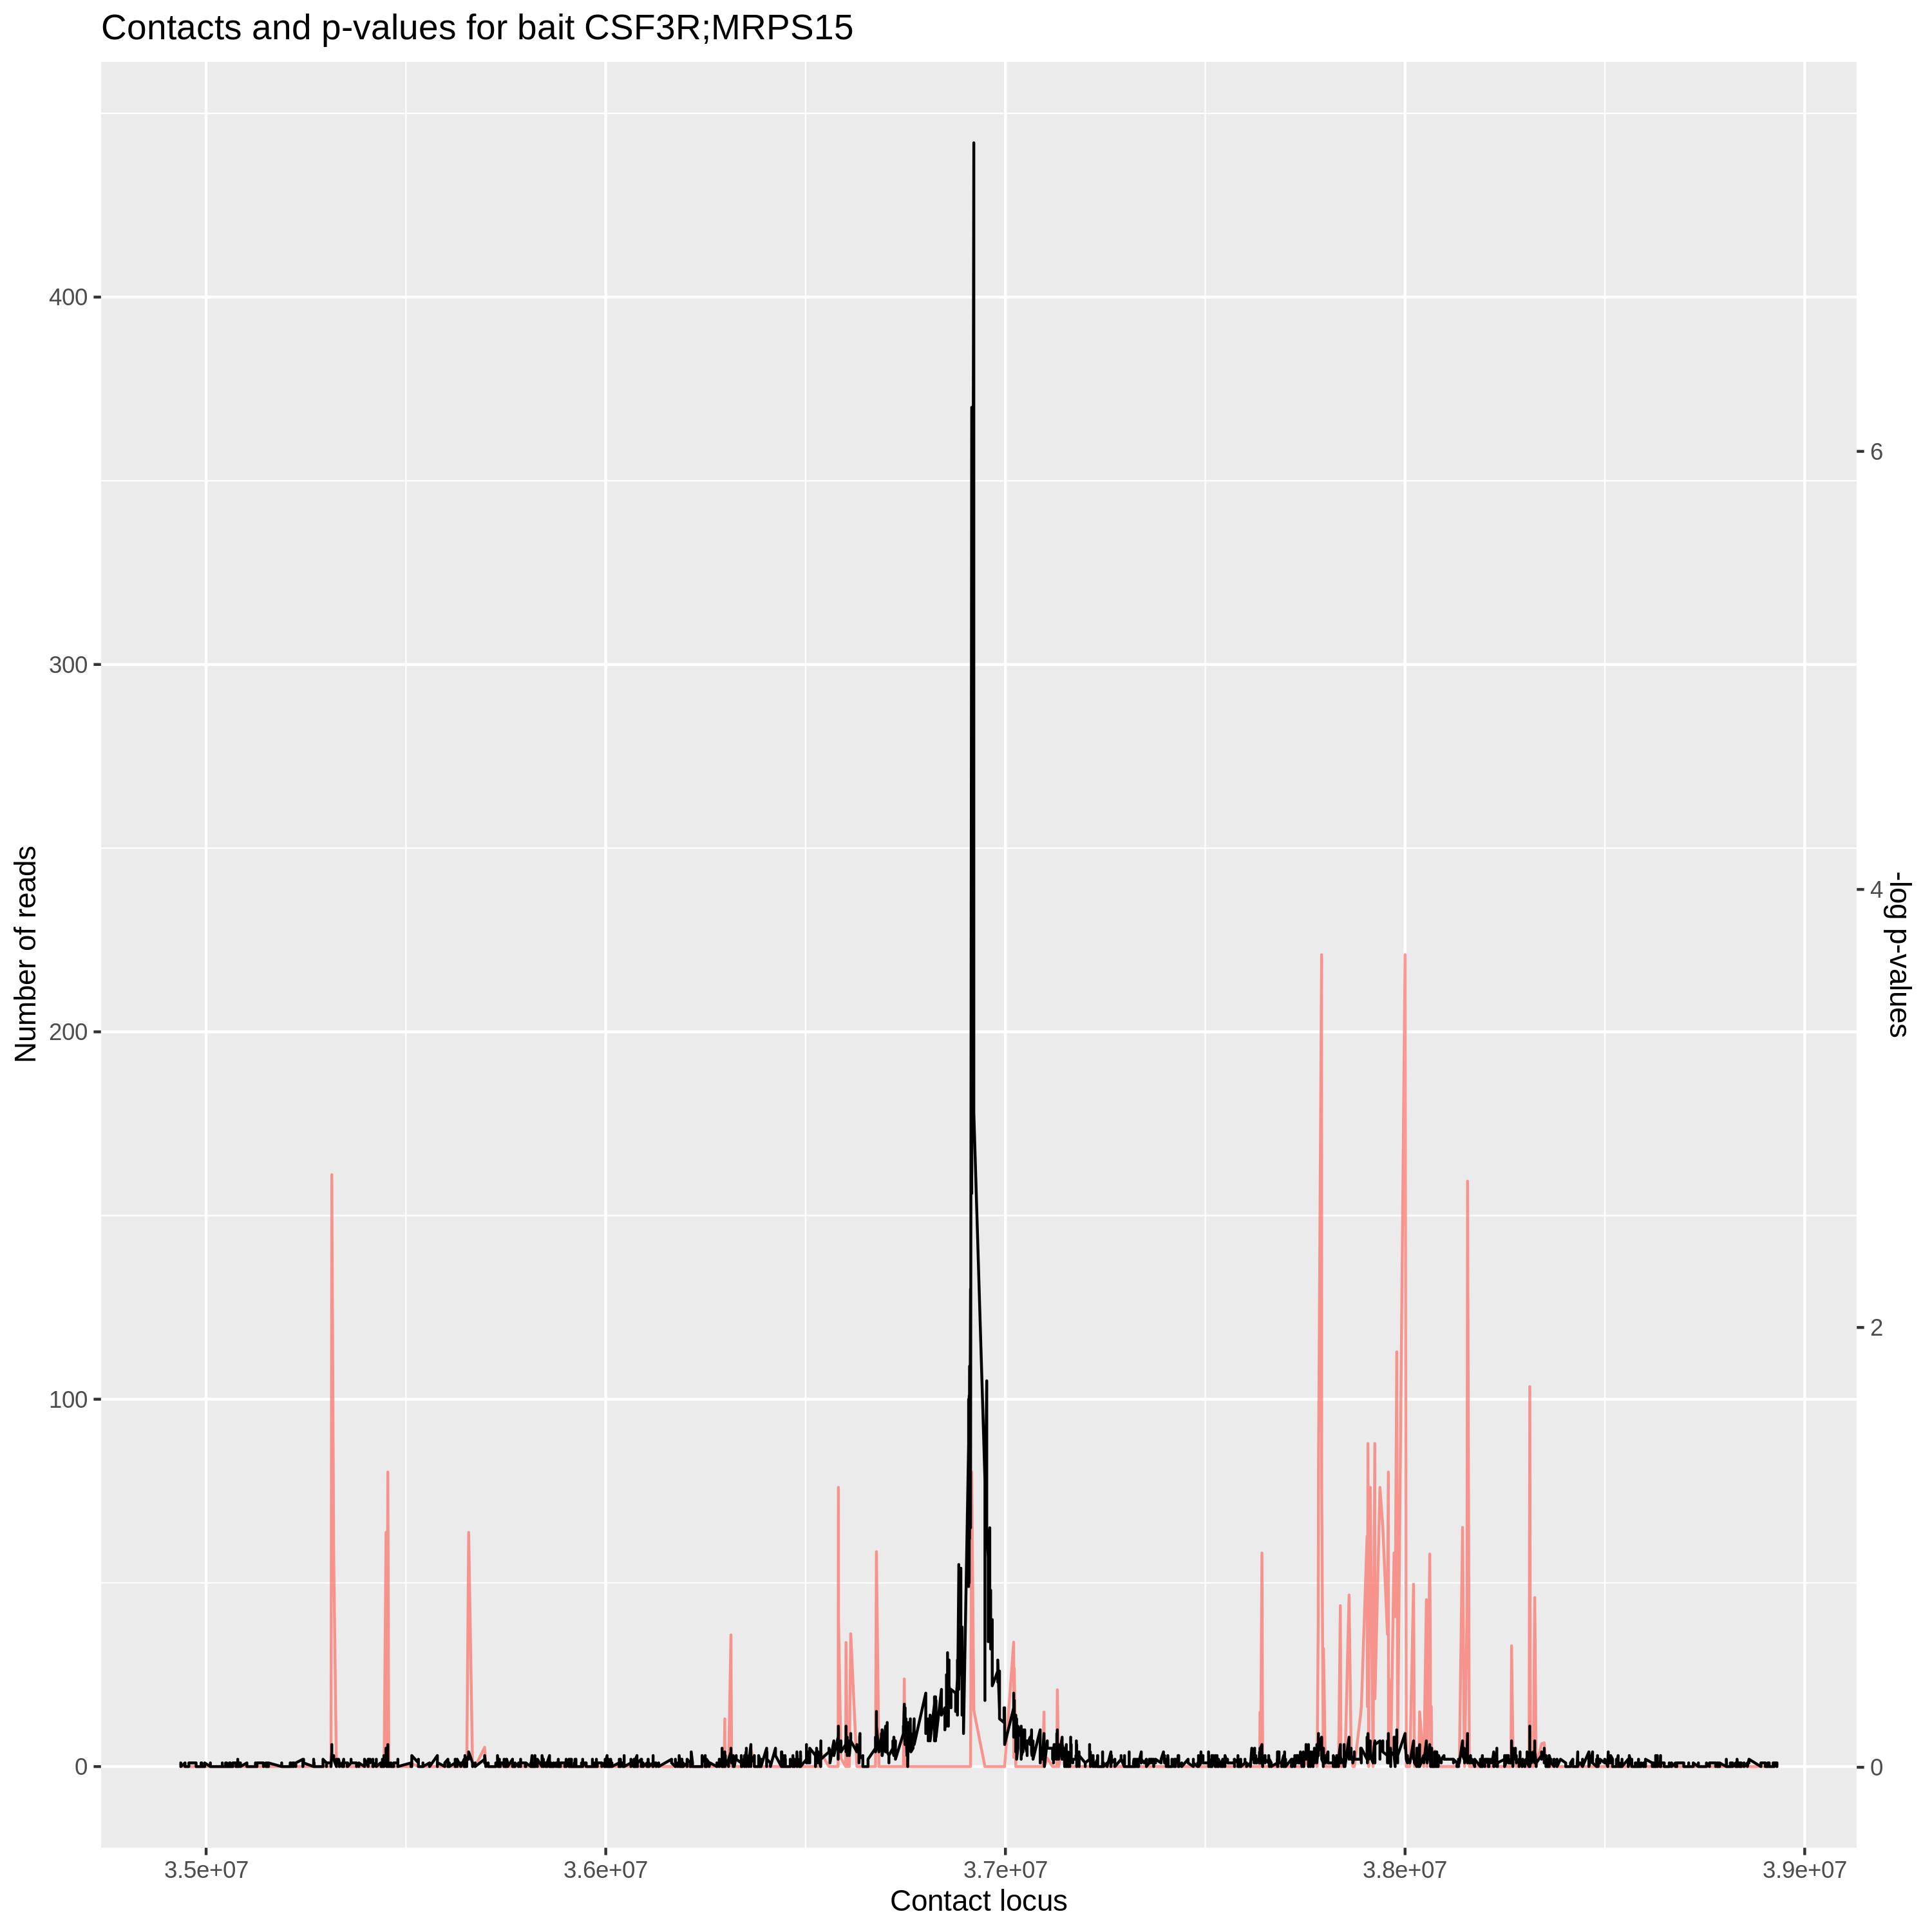 Contacts and p-values for bait CSF3R;MRPS15
400
300
200
100
0
Number of reads
6
4
2
0
-log p-values
3.5e+07 3.6e+07 3.7e+07 3.8e+07 3.9e+07
Contact locus